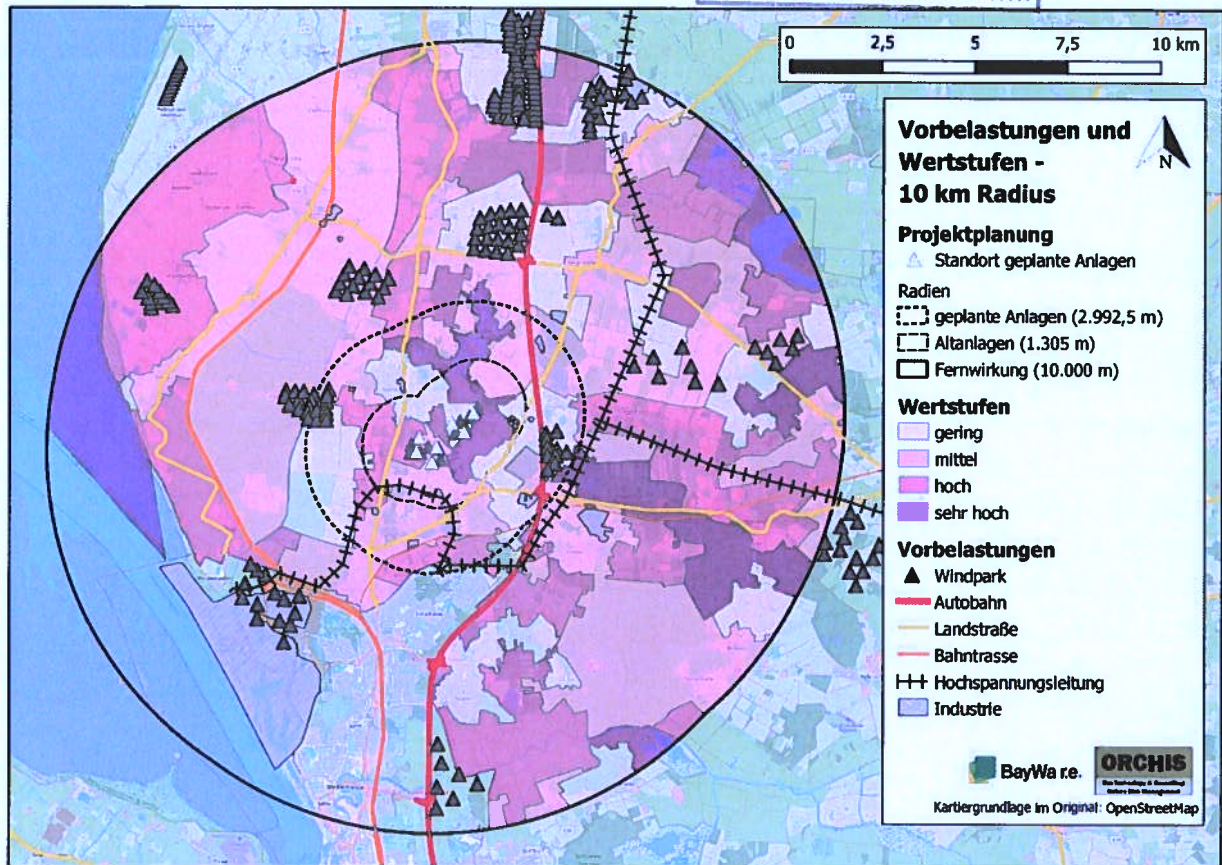 0 2,5 5 7,5 10 km
Vorbelastungen und
Wertstufen -
10 km Radius
N
Projektplanung
Standort geplante Anlagen
Radien
geplante Anlagen (2.992,5 m)
Altanlagen (1.305 m)
Fernwirkung (10.000 m)
Wertstufen
gering
mittel
hoch
sehr hoch
Vorbelastungen
Windpark
Autobahn
Landstraße
Bahntrasse
Hochspannungsleitung
Industrie
BayWa r.e.
ORCHIS
Kartiergrundlage im Original: OpenStreetMap